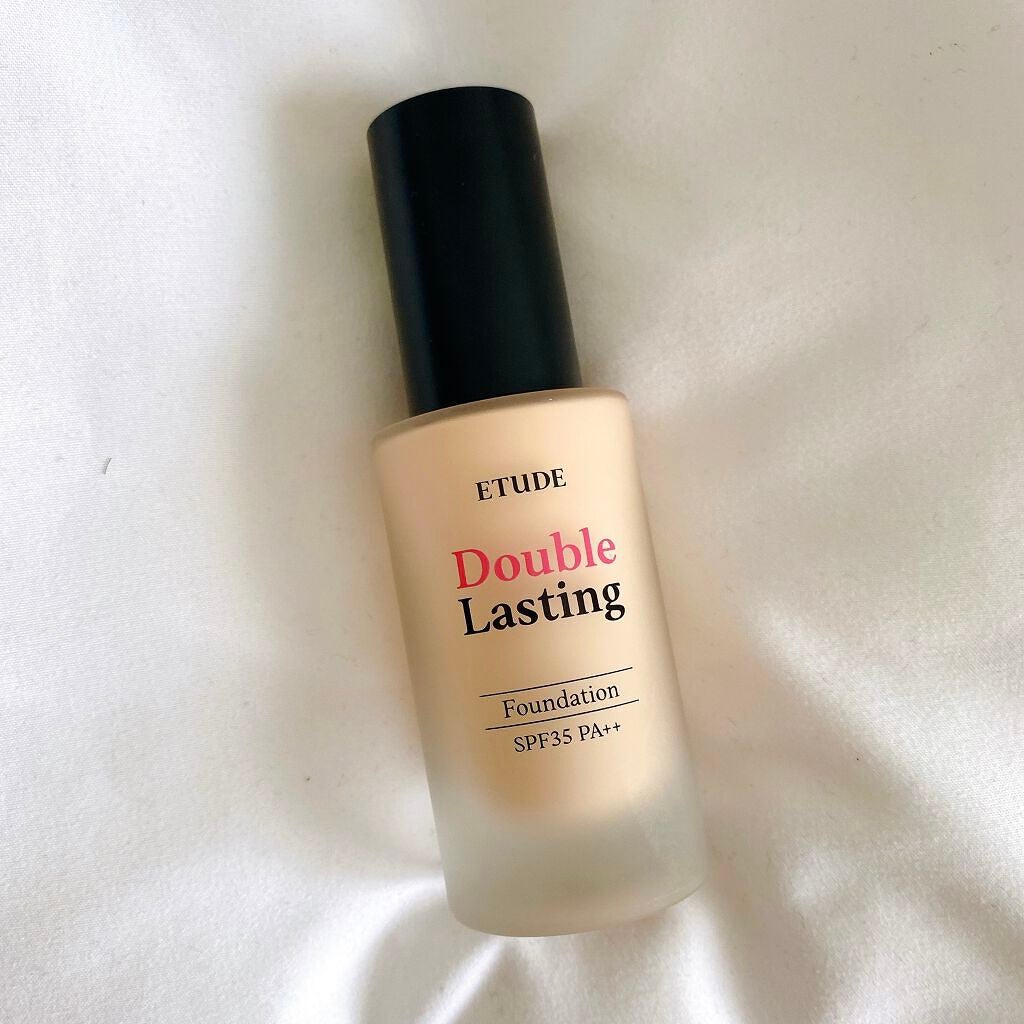 ETUDE
Double
Lasting
Foundation
SPF35 PA++